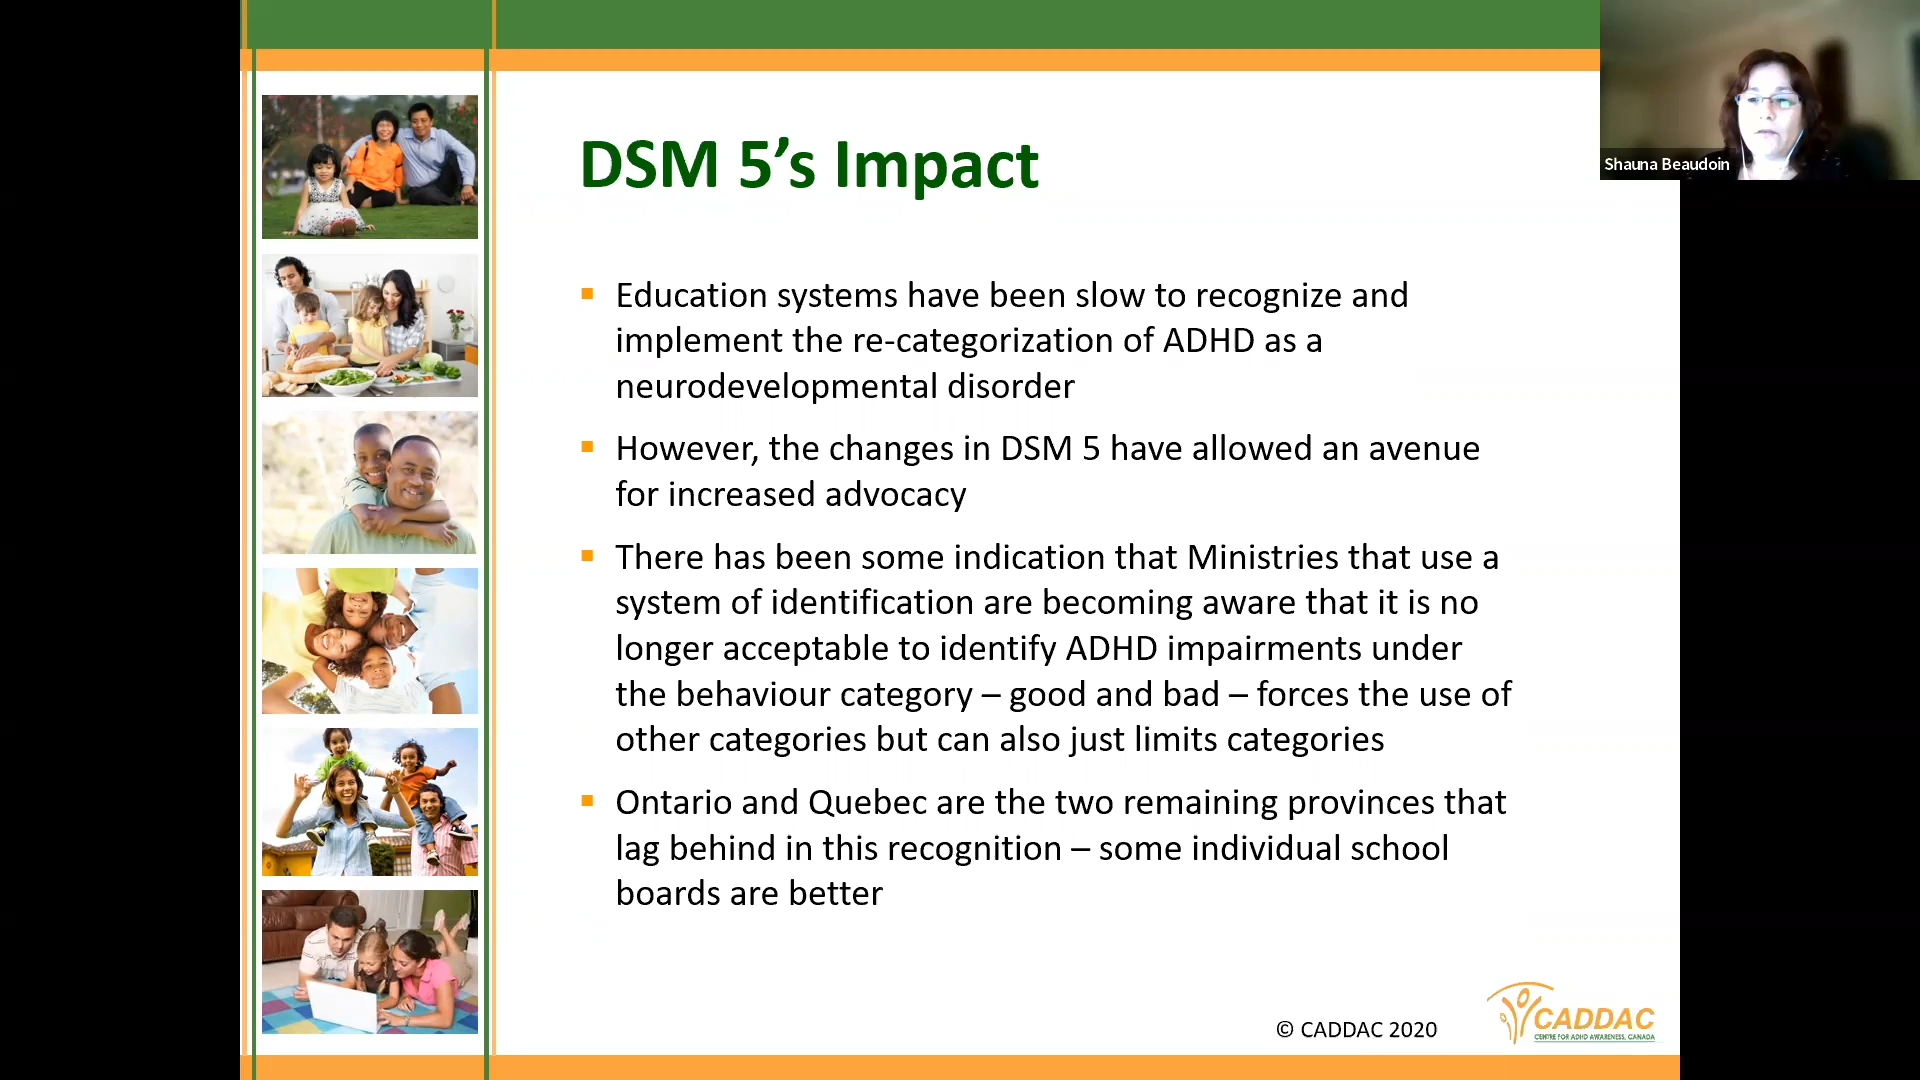 Shauna Beaudoin
DSM 5’s Impact
Education systems have been slow to recognize and
implement the re-categorization of ADHD as a
neurodevelopmental disorder
However, the changes in DSM 5 have allowed an avenue
for increased advocacy
There has been some indication that Ministries that use a
system of identification are becoming aware that it is no
longer acceptable to identify ADHD impairments under
the behaviour category – good and bad – forces the use of
other categories but can also just limits categories
Ontario and Quebec are the two remaining provinces that
lag behind in this recognition – some individual school
boards are better
© CADDAC 2020
CADDAC
CENTRE FOR ADHD AWARENESS, CANADA